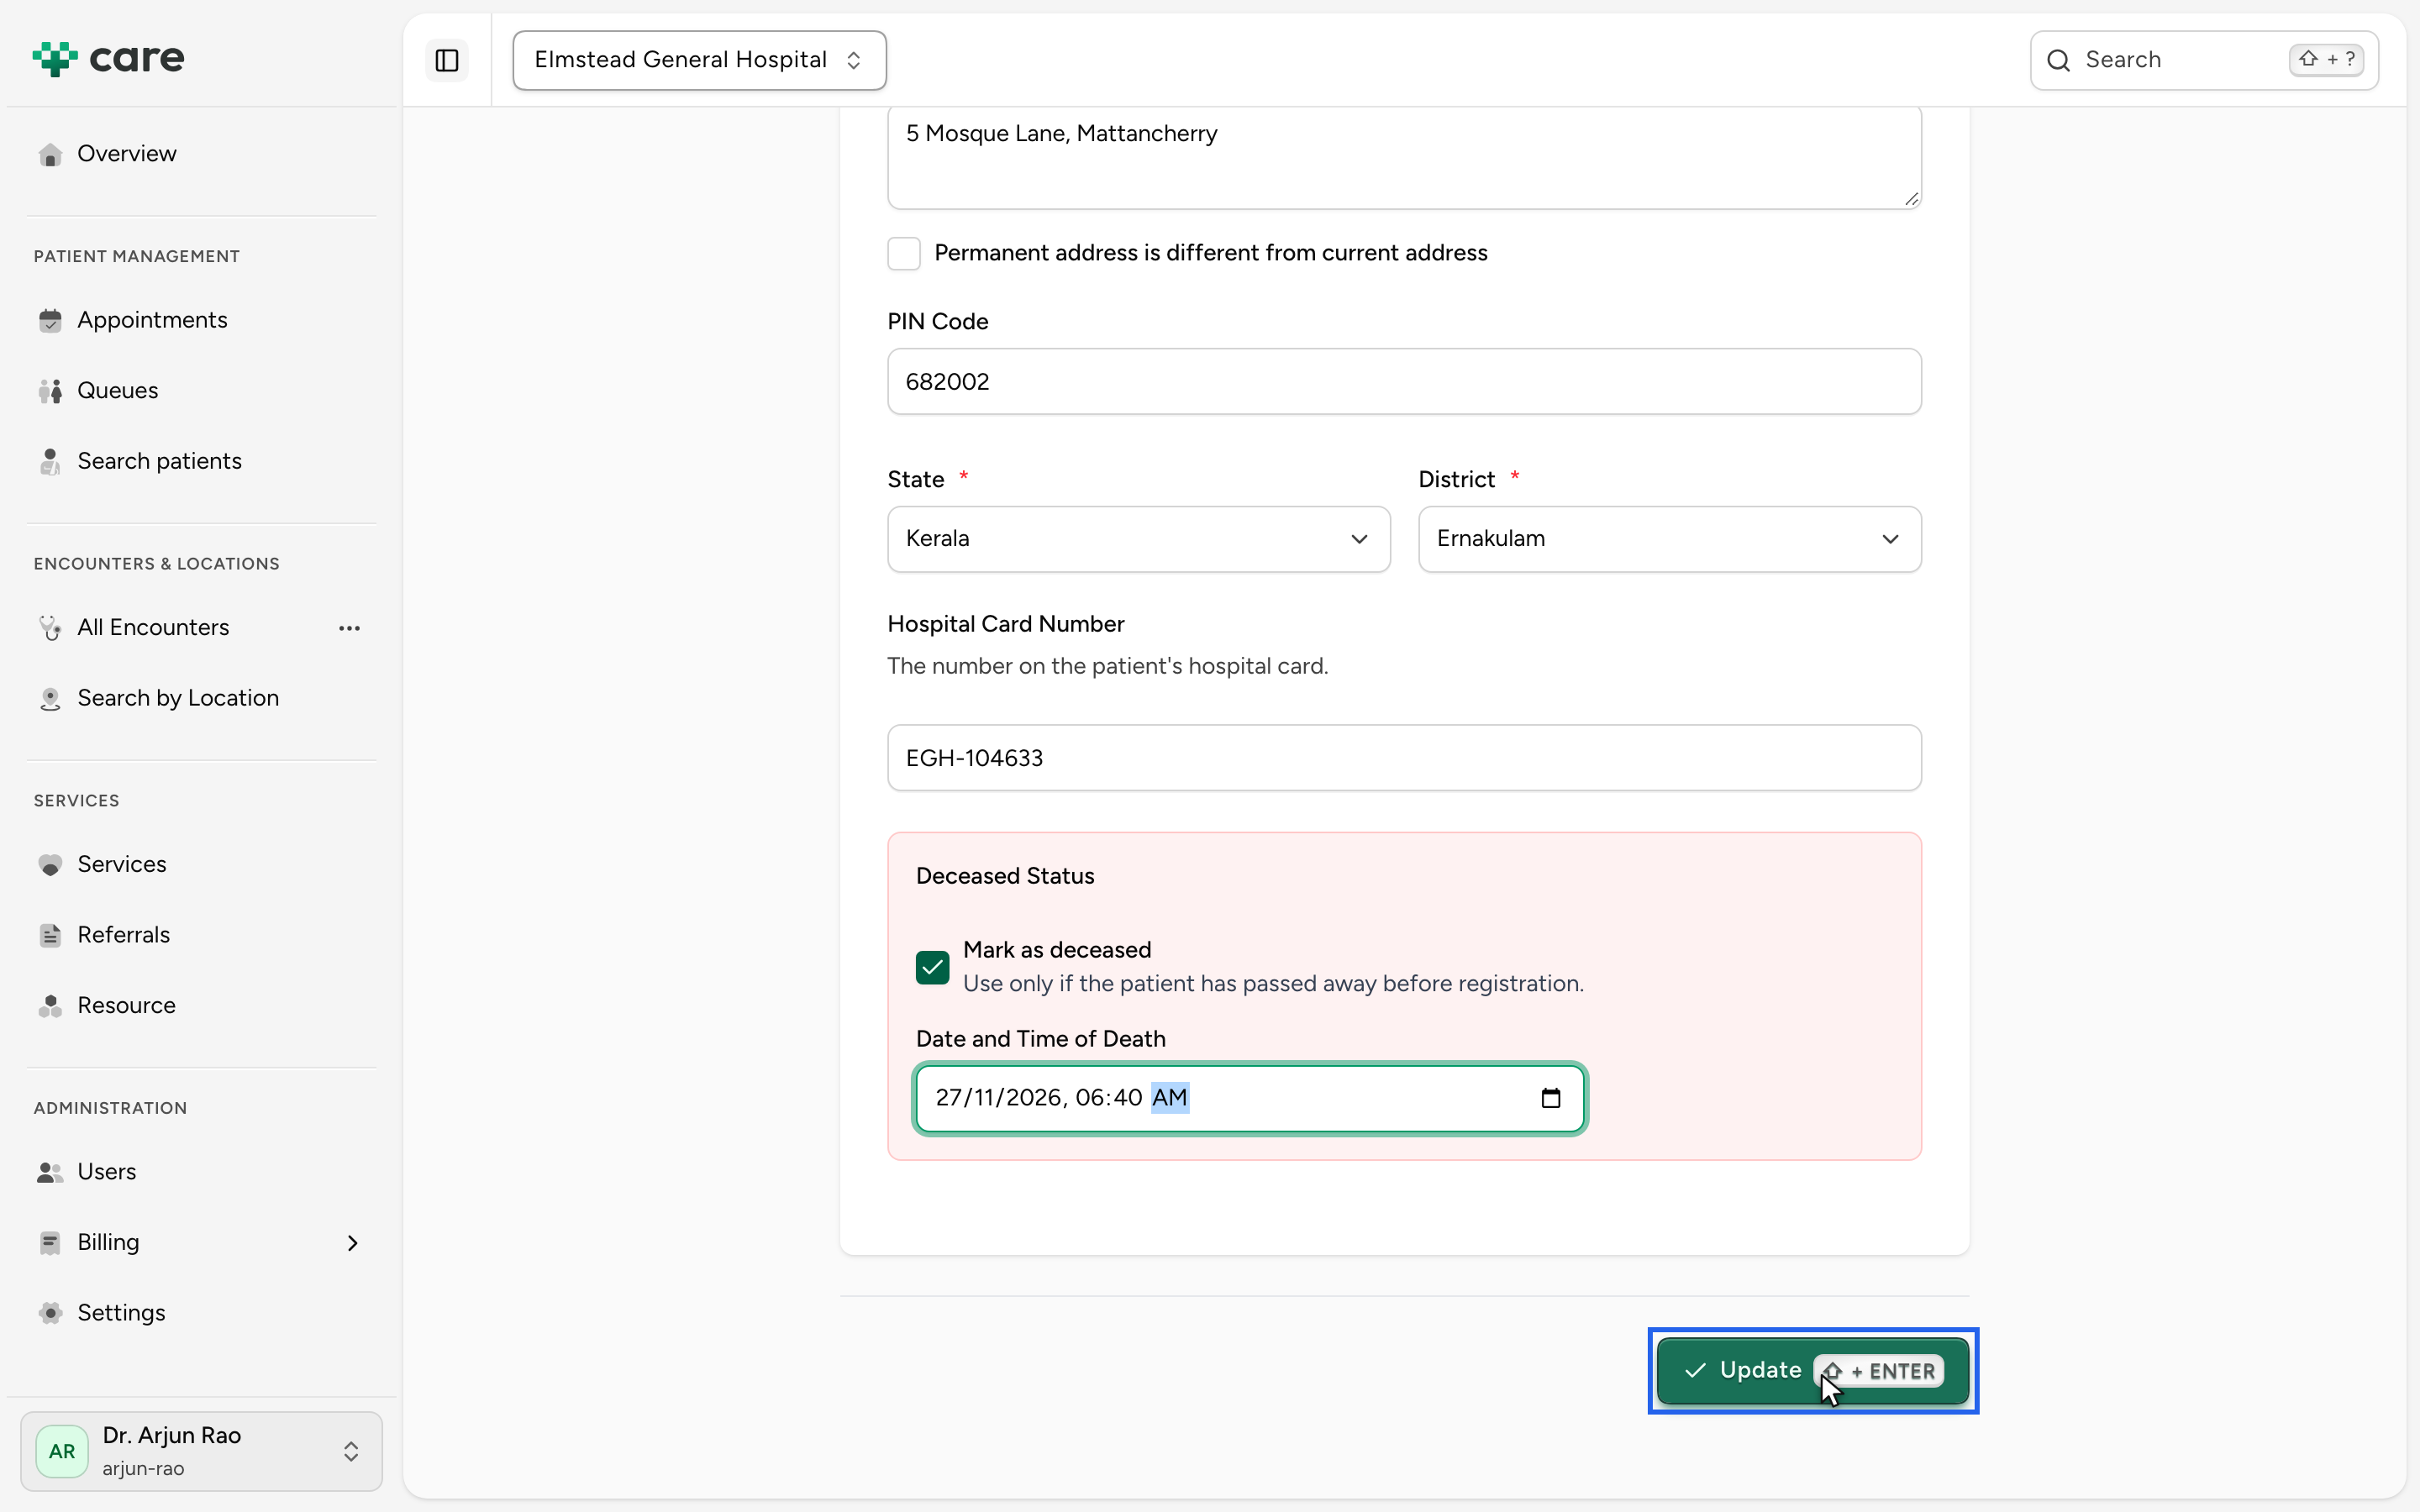 care
Elmstead General Hospital
Search
+ ?
Overview
PATIENT MANAGEMENT
Appointments
Queues
Search patients
ENCOUNTERS & LOCATIONS
All Encounters
Search by Location
SERVICES
Services
Referrals
Resource
ADMINISTRATION
Users
Billing
Settings
AR
Dr. Arjun Rao
arjun-rao
5 Mosque Lane, Mattancherry
Permanent address is different from current address
PIN Code
682002
State *
District *
Kerala
Ernakulam
Hospital Card Number
The number on the patient's hospital card.
EGH-104633
Deceased Status
Mark as deceased
Use only if the patient has passed away before registration.
Date and Time of Death
27/11/2026, 06:40 AM
Update + ENTER